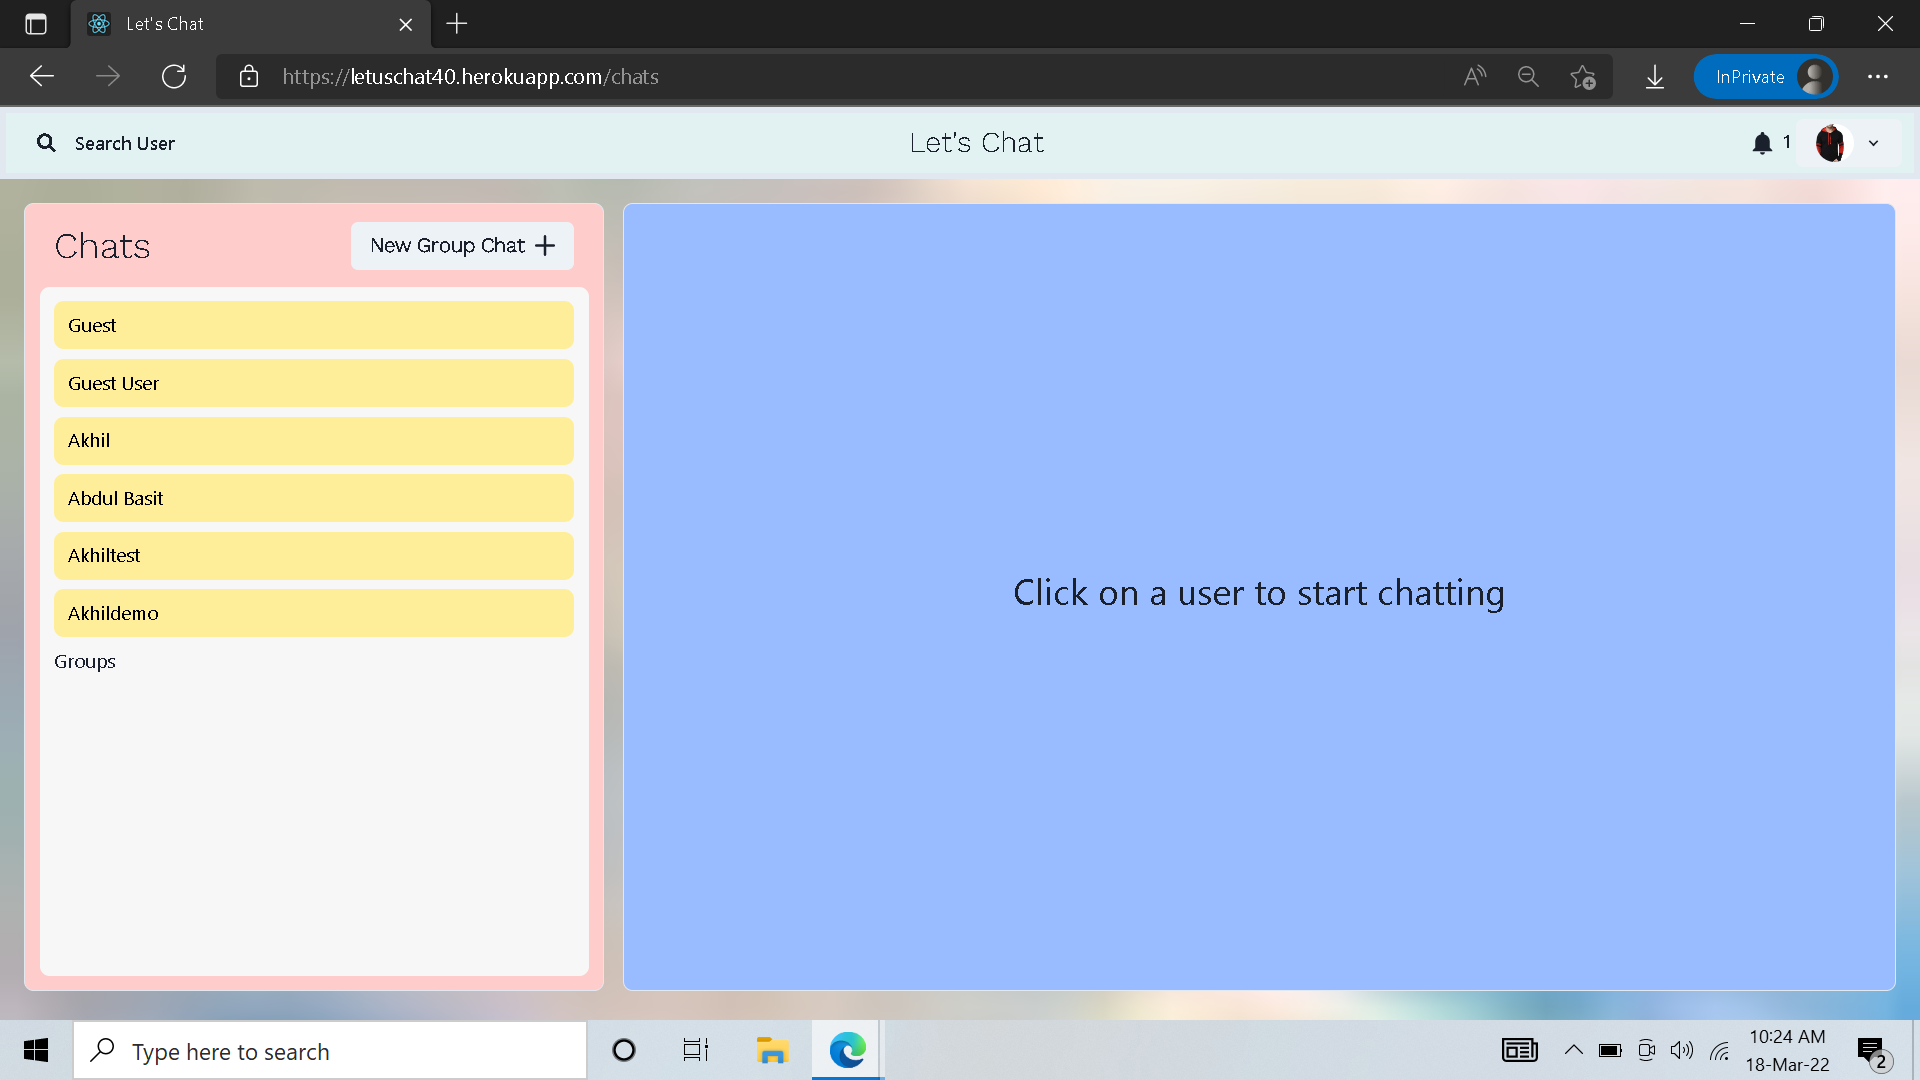 Let's Chat
https://letuschat40.herokuapp.com/chats
InPrivate
Search User
Let's Chat
1
Chats
New Group Chat
Guest
Guest User
Akhil
Abdul Basit
Akhiltest
Akhildemo
Groups
Click on a user to start chatting
Type here to search
10:24 AM
18-Mar-22
2